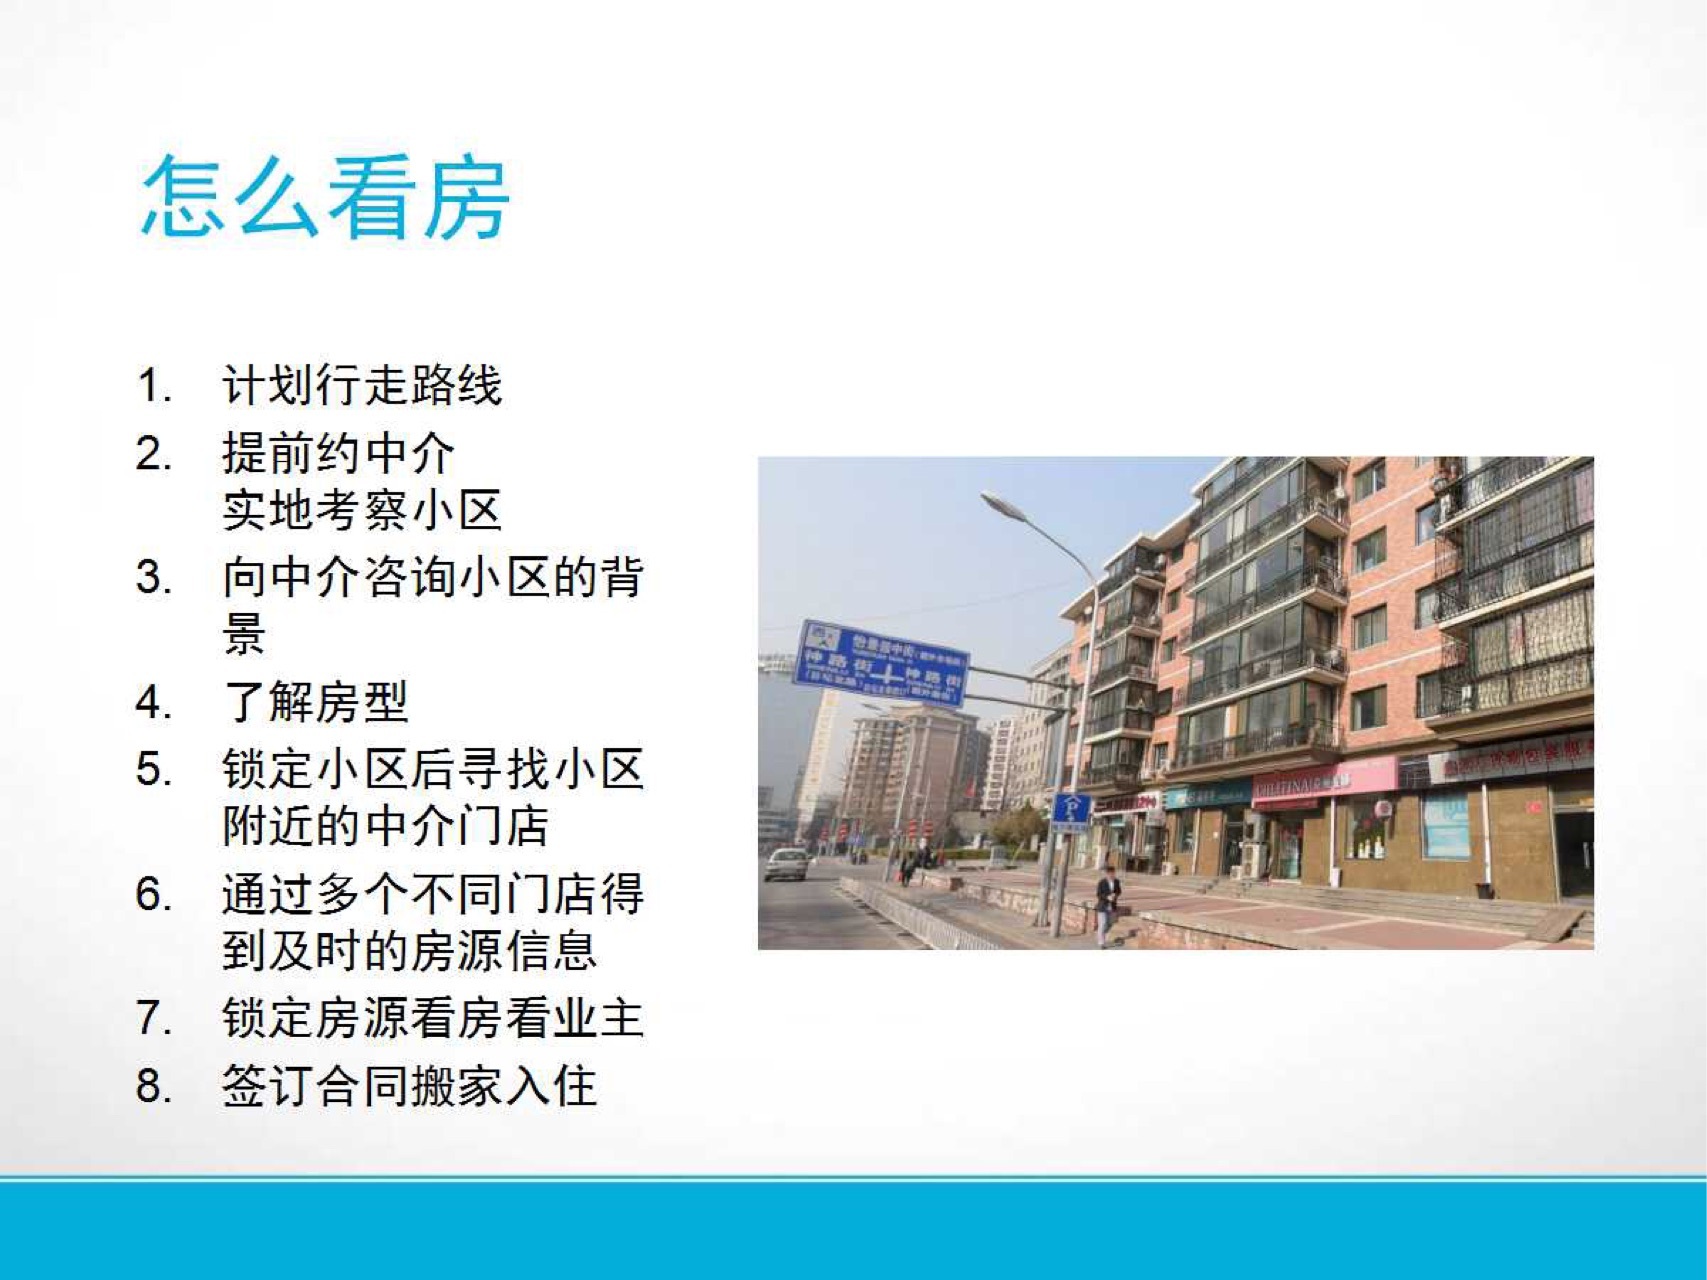 怎么看房
1. 计划行走路线
2. 提前约中介
实地考察小区
3. 向中介咨询小区的背
景
4. 了解房型
5. 锁定小区后寻找小区
附近的中介门店
6. 通过多个不同门店得
到及时的房源信息
7. 锁定房源看房看业主
8. 签订合同搬家入住
西
神路街
神路街
P